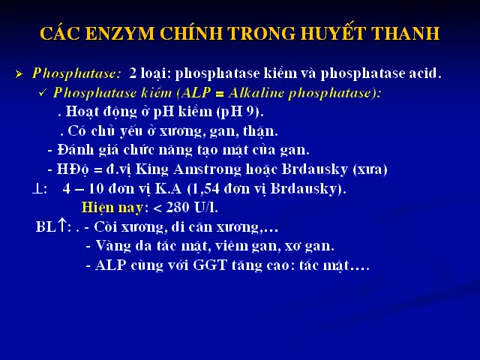 CÁC ENZYM CHÍNH TRONG HUYẾT THANH
➢ Phosphatase: 2 loại: phosphatase kiềm và phosphatase acid.
✓ Phosphatase kiềm (ALP = Alkaline phosphatase):
. Hoạt động ở pH kiềm (pH 9).
. Có chủ yếu ở xương, gan, thận.
- Đánh giá chức năng tạo mật của gan.
- HĐộ = đ.vị King Amstrong hoặc Brdausky (xưa)
⊥: 4 – 10 đơn vị K.A (1,54 đơn vị Brdausky).
Hiện nay: < 280 U/l.
BL↑: . - Còi xương, di căn xương,…
- Vàng da tắc mật, viêm gan, xơ gan.
- ALP cùng với GGT tăng cao: tắc mật….